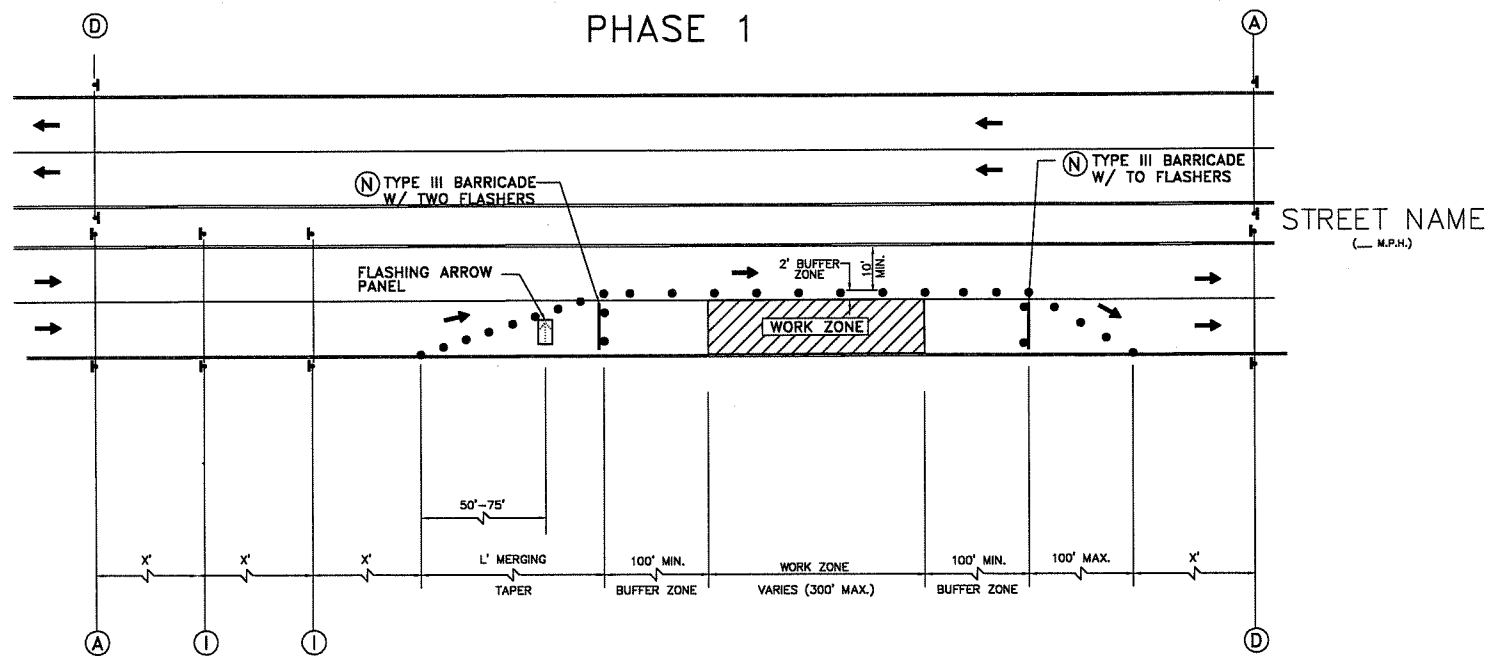 PHASE 1
D
A
N TYPE III BARRICADE
W/ TWO FLASHERS
N TYPE III BARRICADE
W/ TO FLASHERS
STREET NAME
(__ M.P.H.)
FLASHING ARROW
PANEL
2' BUFFER
ZONE
10'
MIN.
WORK ZONE
50'-75'
X'
X'
X'
L' MERGING
TAPER
100' MIN.
BUFFER ZONE
WORK ZONE
VARIES (300' MAX.)
100' MIN.
BUFFER ZONE
100' MAX.
X'
A
I
I
D